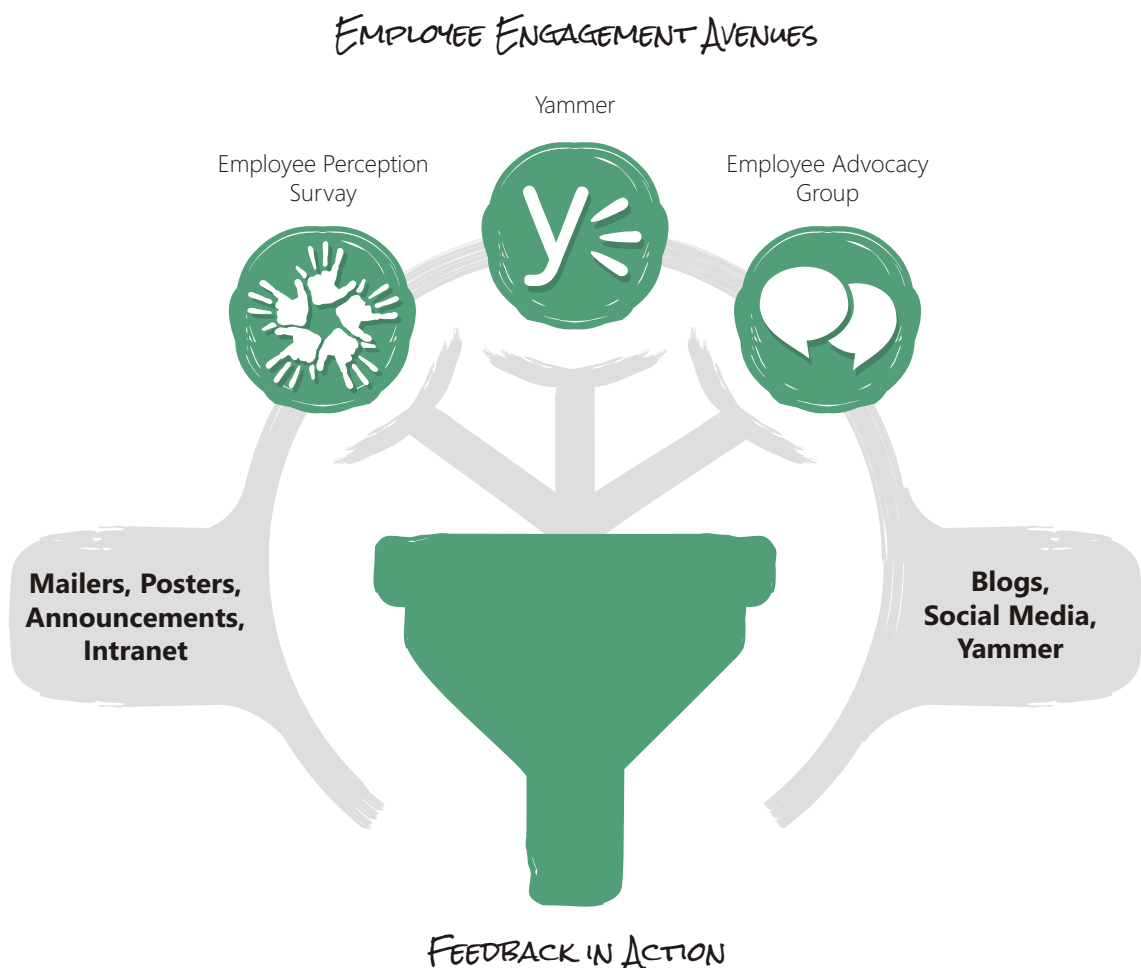 EMPLOYEE ENGAGEMENT AVENUES
Yammer
Employee Perception
Survay
Employee Advocacy
Group
Mailers, Posters,
Announcements,
Intranet
Blogs,
Social Media,
Yammer
FEEDBACK IN ACTION